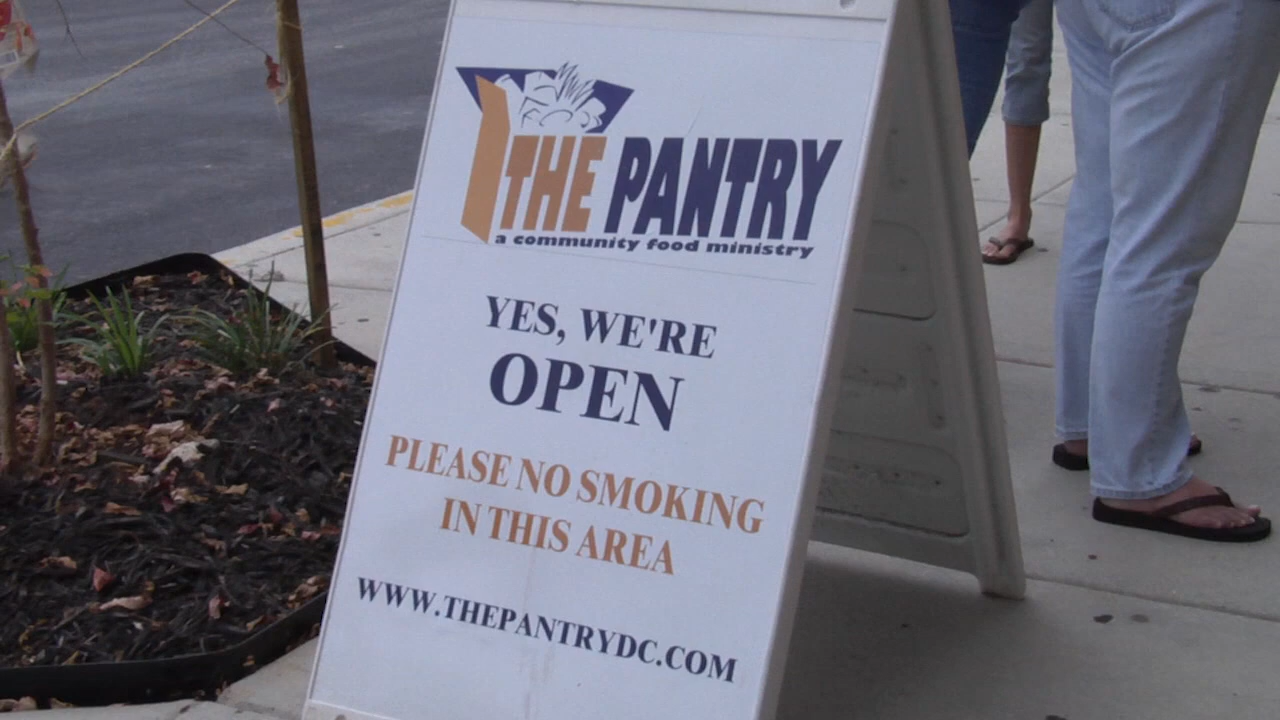 THE PANTRY
a community food ministry
YES, WE'RE
OPEN
PLEASE NO SMOKING
IN THIS AREA
WWW.THEPANTRYDC.COM